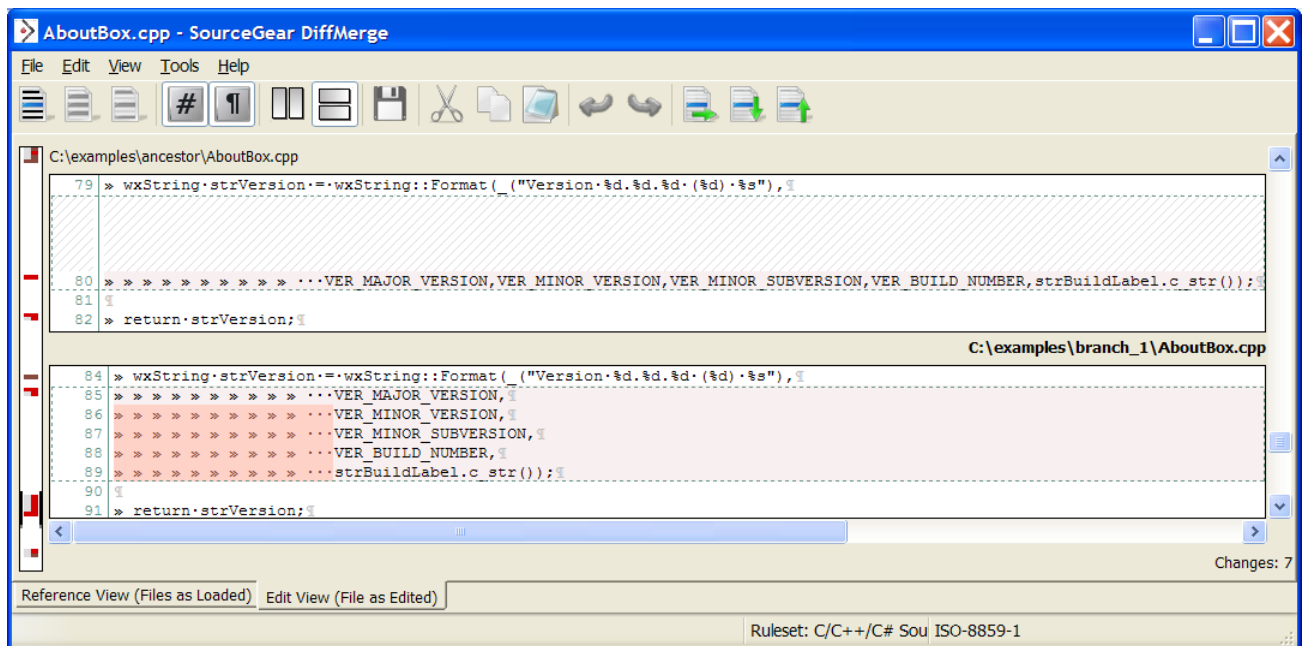 AboutBox.cpp - SourceGear DiffMerge
File Edit View Tools Help
# ¶
C:\examples\ancestor\AboutBox.cpp
79 » wxString·strVersion·=·wxString::Format(_("Version·%d.%d.%d·(%d)·%s"),¶
80 » » » » » » » » » » ···VER_MAJOR_VERSION,VER_MINOR_VERSION,VER_MINOR_SUBVERSION,VER_BUILD_NUMBER,strBuildLabel.c_str());¶
81 ¶
82 » return·strVersion;¶
C:\examples\branch_1\AboutBox.cpp
84 » wxString·strVersion·=·wxString::Format(_("Version·%d.%d.%d·(%d)·%s"),¶
85 » » » » » » » » » » ···VER_MAJOR_VERSION,¶
86 » » » » » » » » » » ···VER_MINOR_VERSION,¶
87 » » » » » » » » » » ···VER_MINOR_SUBVERSION,¶
88 » » » » » » » » » » ···VER_BUILD_NUMBER,¶
89 » » » » » » » » » » ···strBuildLabel.c_str());¶
90 ¶
91 » return·strVersion;¶
Changes: 7
Reference View (Files as Loaded) Edit View (File as Edited)
Ruleset: C/C++/C# Sou ISO-8859-1